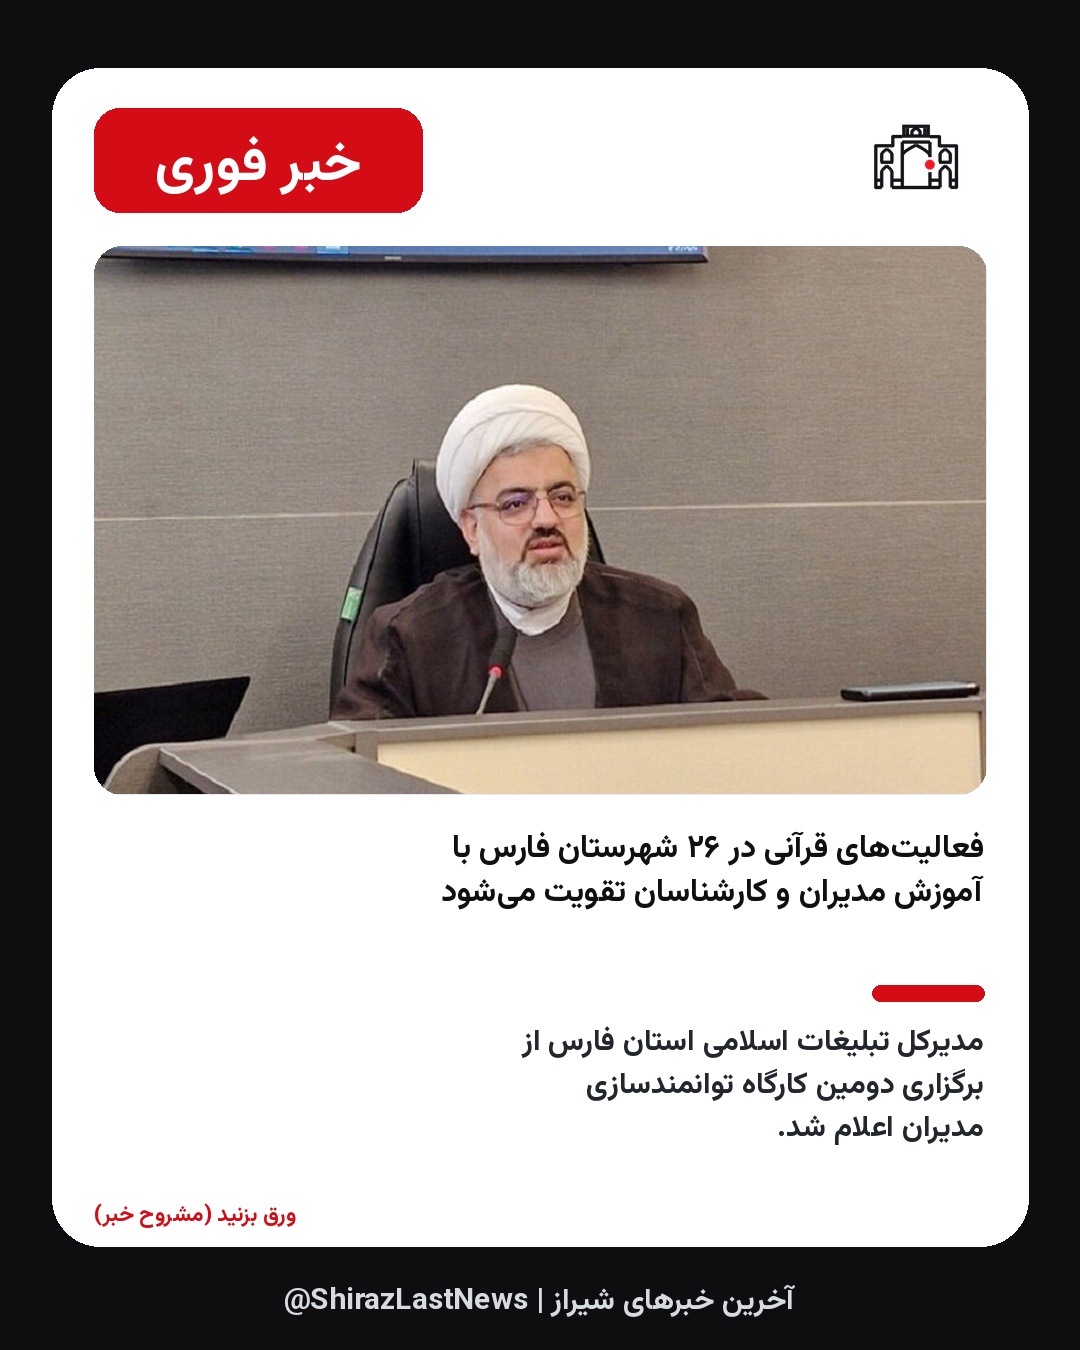 خبر فوری
فعالیت‌های قرآنی در ۲۶ شهرستان فارس با
آموزش مدیران و کارشناسان تقویت می‌شود
مدیرکل تبلیغات اسلامی استان فارس از
برگزاری دومین کارگاه توانمندسازی
مدیران اعلام شد.
ورق بزنید (مشروح خبر)
آخرین خبرهای شیراز | @ShirazLastNews